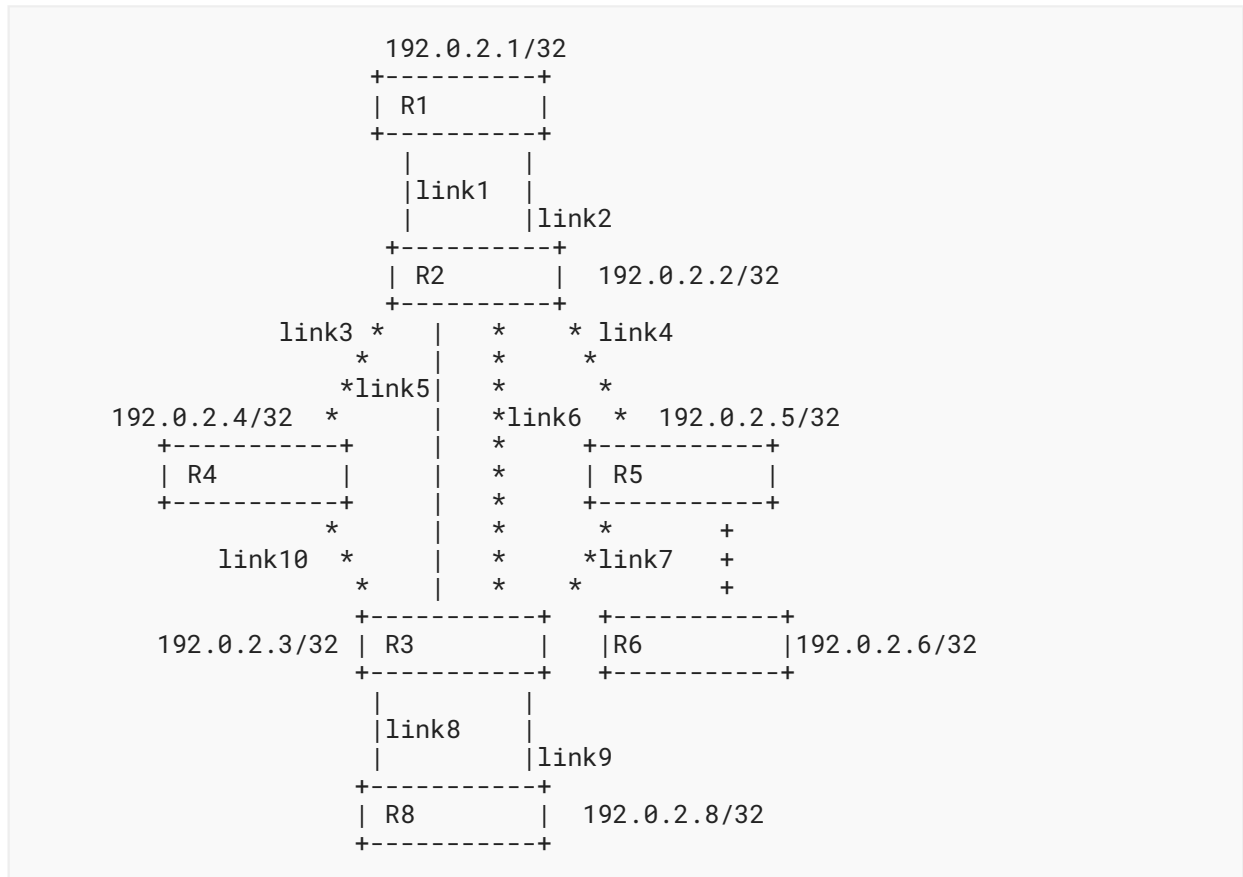 192.0.2.1/32
R1
link1
link2
R2 192.0.2.2/32
link3 link4
link5
192.0.2.4/32 link6 192.0.2.5/32
R4 R5
link10 link7
192.0.2.3/32 R3 R6 192.0.2.6/32
link8
link9
R8 192.0.2.8/32